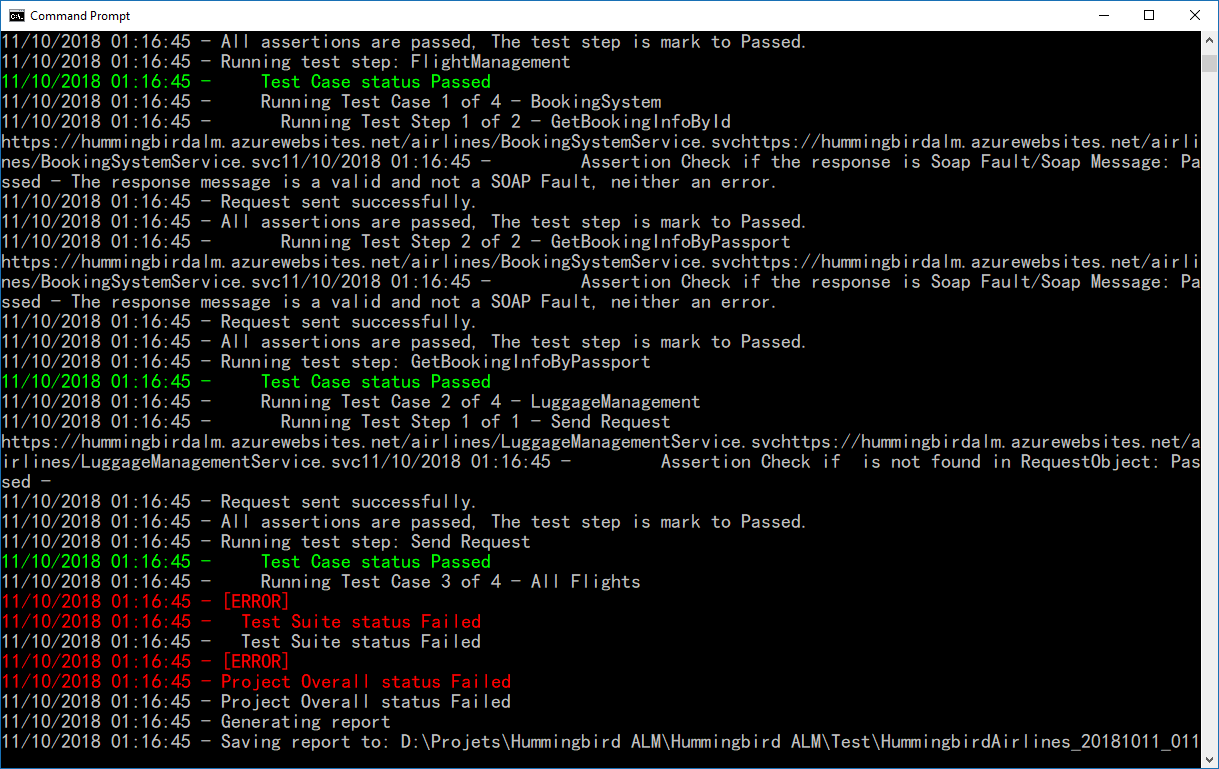 Command Prompt
11/10/2018 01:16:45 - All assertions are passed, The test step is mark to Passed.
11/10/2018 01:16:45 - Running test step: FlightManagement
11/10/2018 01:16:45 -     Test Case status Passed
11/10/2018 01:16:45 -     Running Test Case 1 of 4 - BookingSystem
11/10/2018 01:16:45 -       Running Test Step 1 of 2 - GetBookingInfoById
https://hummingbirdalm.azurewebsites.net/airlines/BookingSystemService.svchttps://hummingbirdalm.azurewebsites.net/airli
nes/BookingSystemService.svc11/10/2018 01:16:45 -         Assertion Check if the response is Soap Fault/Soap Message: Pa
ssed - The response message is a valid and not a SOAP Fault, neither an error.
11/10/2018 01:16:45 - Request sent successfully.
11/10/2018 01:16:45 - All assertions are passed, The test step is mark to Passed.
11/10/2018 01:16:45 -       Running Test Step 2 of 2 - GetBookingInfoByPassport
https://hummingbirdalm.azurewebsites.net/airlines/BookingSystemService.svchttps://hummingbirdalm.azurewebsites.net/airli
nes/BookingSystemService.svc11/10/2018 01:16:45 -         Assertion Check if the response is Soap Fault/Soap Message: Pa
ssed - The response message is a valid and not a SOAP Fault, neither an error.
11/10/2018 01:16:45 - Request sent successfully.
11/10/2018 01:16:45 - All assertions are passed, The test step is mark to Passed.
11/10/2018 01:16:45 - Running test step: GetBookingInfoByPassport
11/10/2018 01:16:45 -     Test Case status Passed
11/10/2018 01:16:45 -     Running Test Case 2 of 4 - LuggageManagement
11/10/2018 01:16:45 -       Running Test Step 1 of 1 - Send Request
https://hummingbirdalm.azurewebsites.net/airlines/LuggageManagementService.svchttps://hummingbirdalm.azurewebsites.net/a
irlines/LuggageManagementService.svc11/10/2018 01:16:45 -         Assertion Check if  is not found in RequestObject: Pas
sed -
11/10/2018 01:16:45 - Request sent successfully.
11/10/2018 01:16:45 - All assertions are passed, The test step is mark to Passed.
11/10/2018 01:16:45 - Running test step: Send Request
11/10/2018 01:16:45 -     Test Case status Passed
11/10/2018 01:16:45 -     Running Test Case 3 of 4 - All Flights
11/10/2018 01:16:45 - [ERROR]
11/10/2018 01:16:45 -   Test Suite status Failed
11/10/2018 01:16:45 -   Test Suite status Failed
11/10/2018 01:16:45 - [ERROR]
11/10/2018 01:16:45 - Project Overall status Failed
11/10/2018 01:16:45 - Project Overall status Failed
11/10/2018 01:16:45 - Generating report
11/10/2018 01:16:45 - Saving report to: D:\Projets\Hummingbird ALM\Hummingbird ALM\Test\HummingbirdAirlines_20181011_011